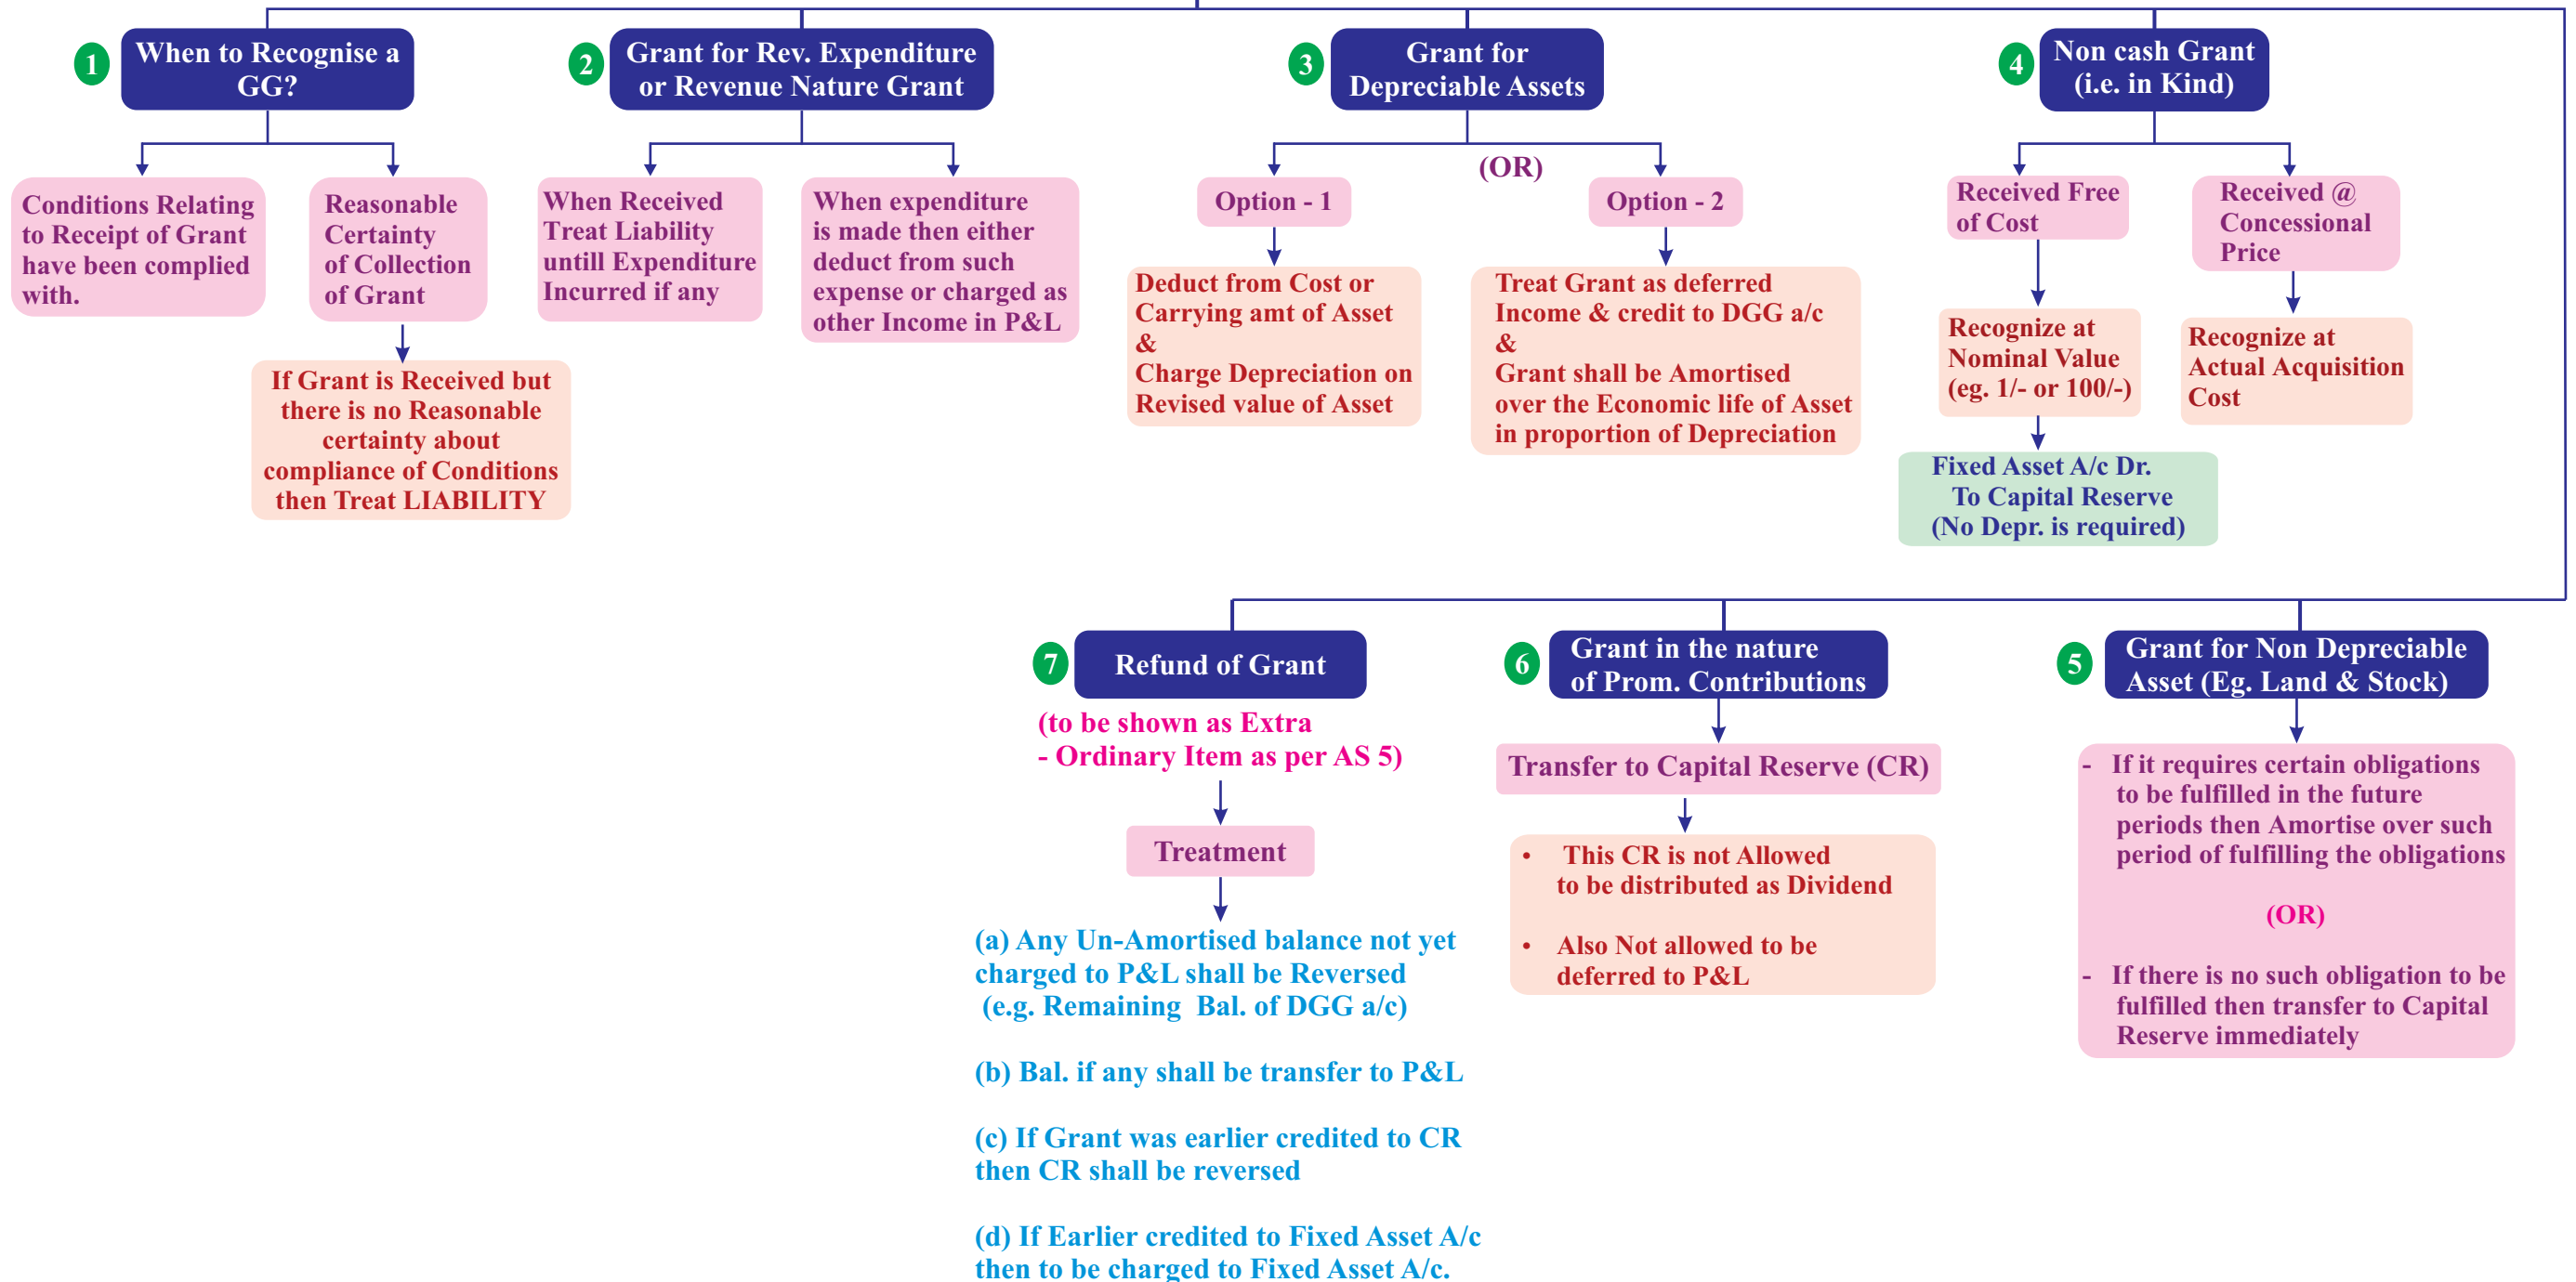 1
When to Recognise a
GG?
Conditions Relating
to Receipt of Grant
have been complied
with.
Reasonable
Certainty
of Collection
of Grant
If Grant is Received but
there is no Reasonable
certainty about
compliance of Conditions
then Treat LIABILITY
2
Grant for Rev. Expenditure
or Revenue Nature Grant
When Received
Treat Liability
untill Expenditure
Incurred if any
When expenditure
is made then either
deduct from such
expense or charged as
other Income in P&L
3
Grant for
Depreciable Assets
(OR)
Option - 1
Deduct from Cost or
Carrying amt of Asset
&
Charge Depreciation on
Revised value of Asset
Option - 2
Treat Grant as deferred
Income & credit to DGG a/c
&
Grant shall be Amortised
over the Economic life of Asset
in proportion of Depreciation
4
Non cash Grant
(i.e. in Kind)
Received Free
of Cost
Recognize at
Nominal Value
(eg. 1/- or 100/-)
Fixed Asset A/c Dr.
To Capital Reserve
(No Depr. is required)
Received @
Concessional
Price
Recognize at
Actual Acquisition
Cost
7
Refund of Grant
(to be shown as Extra
- Ordinary Item as per AS 5)
Treatment
(a) Any Un-Amortised balance not yet
charged to P&L shall be Reversed
(e.g. Remaining Bal. of DGG a/c)
(b) Bal. if any shall be transfer to P&L
(c) If Grant was earlier credited to CR
then CR shall be reversed
(d) If Earlier credited to Fixed Asset A/c
then to be charged to Fixed Asset A/c.
6
Grant in the nature
of Prom. Contributions
Transfer to Capital Reserve (CR)
• This CR is not Allowed
to be distributed as Dividend
• Also Not allowed to be
deferred to P&L
5
Grant for Non Depreciable
Asset (Eg. Land & Stock)
- If it requires certain obligations
to be fulfilled in the future
periods then Amortise over such
period of fulfilling the obligations
(OR)
- If there is no such obligation to be
fulfilled then transfer to Capital
Reserve immediately